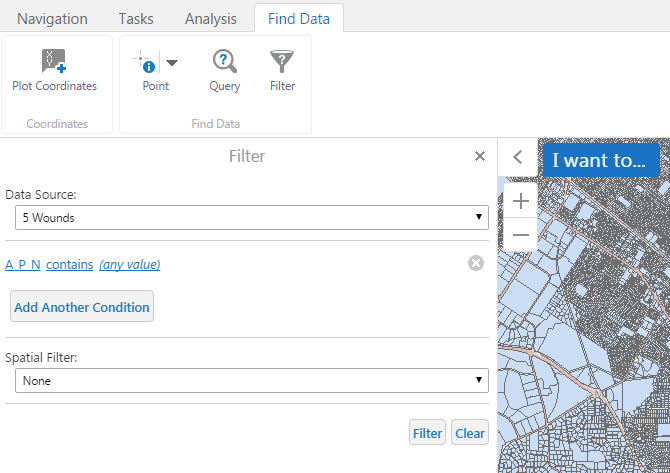 Navigation Tasks Analysis Find Data
Plot Coordinates Point Query Filter
Coordinates Find Data
Filter
I want to...
Data Source:
5 Wounds
A P N contains (any value)
Add Another Condition
Spatial Filter:
None
Filter Clear